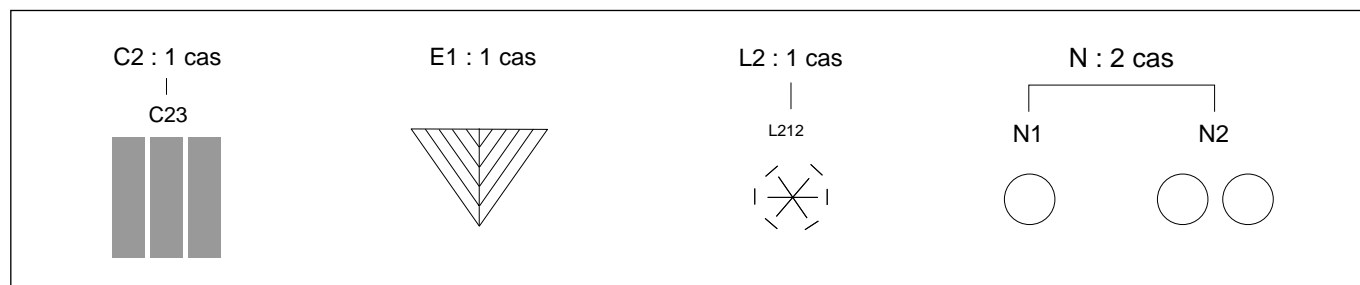 C2 : 1 cas
C23
E1 : 1 cas
L2 : 1 cas
L212
N : 2 cas
N1
N2